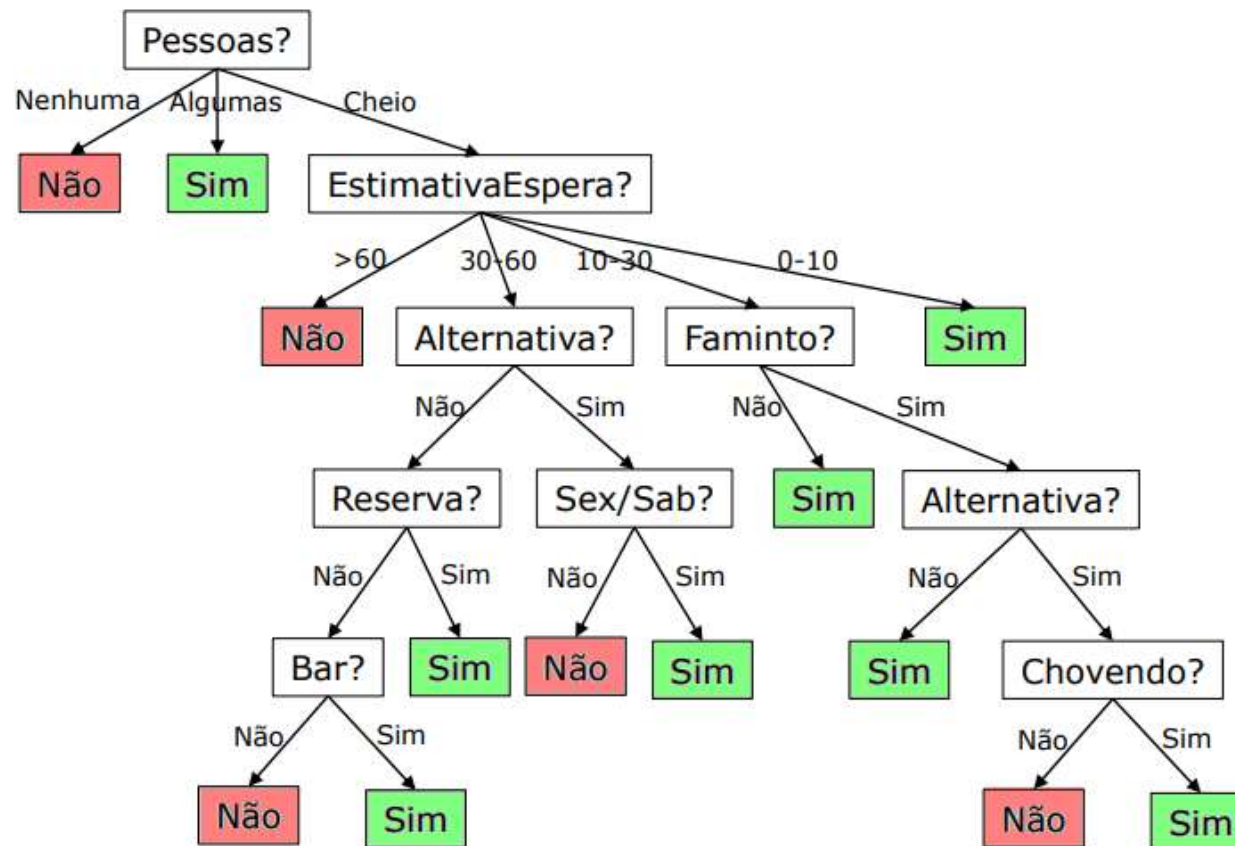 Pessoas?
Nenhuma Algumas Cheio
Não Sim EstimativaEspera?
>60 30-60 10-30 0-10
Não Alternativa? Faminto? Sim
Não Sim Não Sim
Reserva? Sex/Sab? Sim Alternativa?
Não Sim Não Sim Não Sim
Bar? Sim Não Sim Sim Chovendo?
Não Sim Não Sim
Não Sim Não Sim